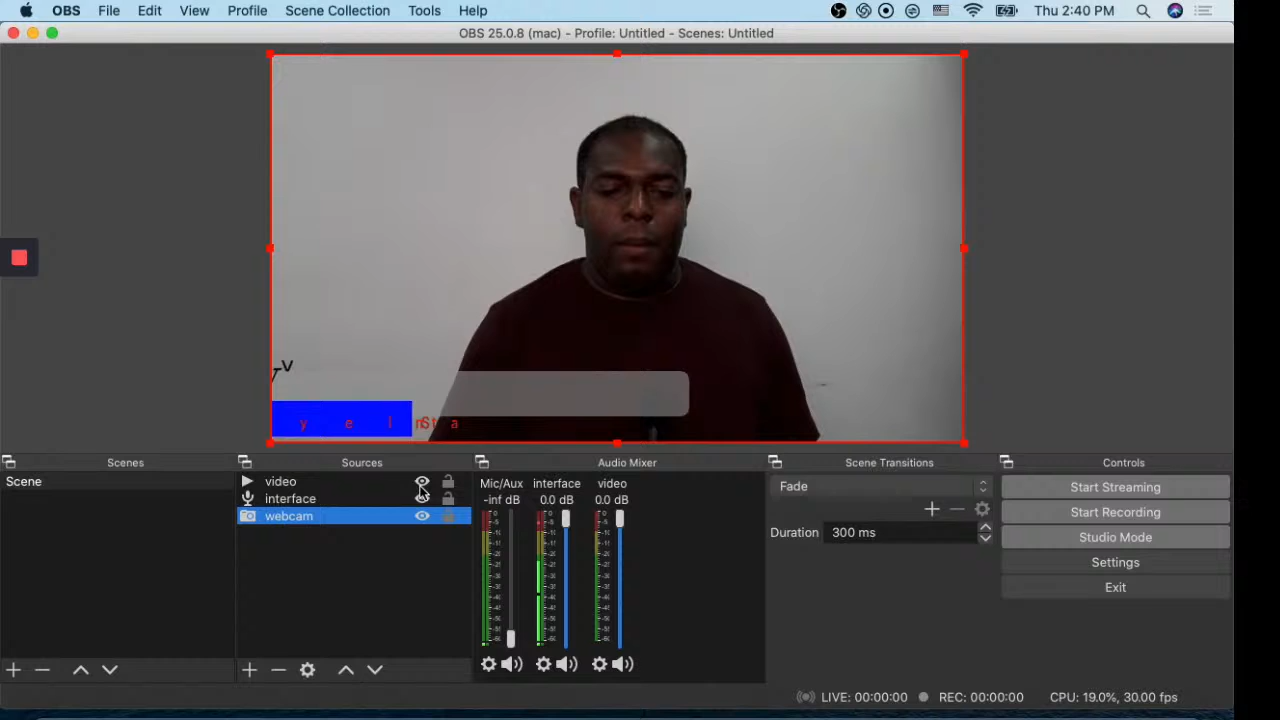 OBS File Edit View Profile Scene Collection Tools Help Thu 2:40 PM
OBS 25.0.8 (mac) - Profile: Untitled - Scenes: Untitled
y e l n St a
Scenes Sources Audio Mixer Scene Transitions Controls
Scene
video
interface
webcam
Mic/Aux interface video
-inf dB 0.0 dB 0.0 dB
Fade
Duration 300 ms
Start Streaming
Start Recording
Studio Mode
Settings
Exit
LIVE: 00:00:00 REC: 00:00:00 CPU: 19.0%, 30.00 fps